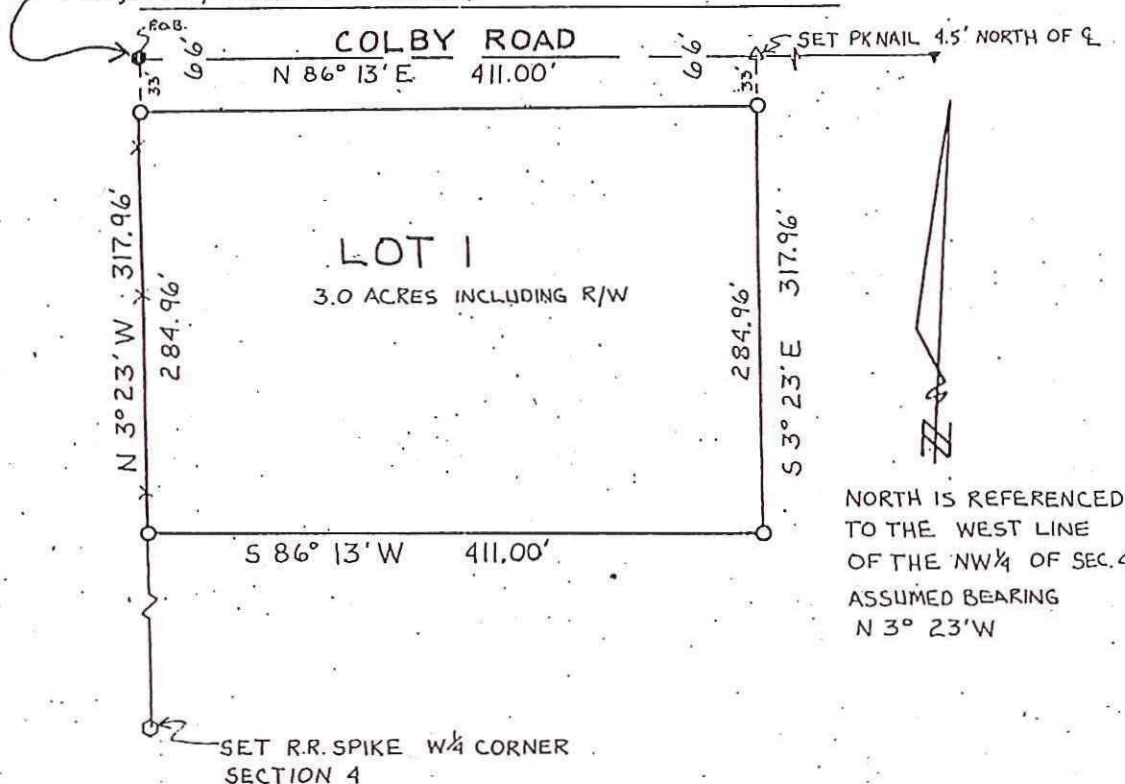 P.O.B.
COLBY ROAD
SET PK NAIL 4.5' NORTH OF ℄
66'
66'
N 86° 13' E 411.00'
33'
33'
N 3° 23' W 317.96'
284.96'
LOT 1
3.0 ACRES INCLUDING R/W
284.96'
S 3° 23' E 317.96'
N
NORTH IS REFERENCED
TO THE WEST LINE
OF THE NW¼ OF SEC. 4
ASSUMED BEARING
N 3° 23' W
S 86° 13' W 411.00'
SET R.R. SPIKE W¼ CORNER
SECTION 4